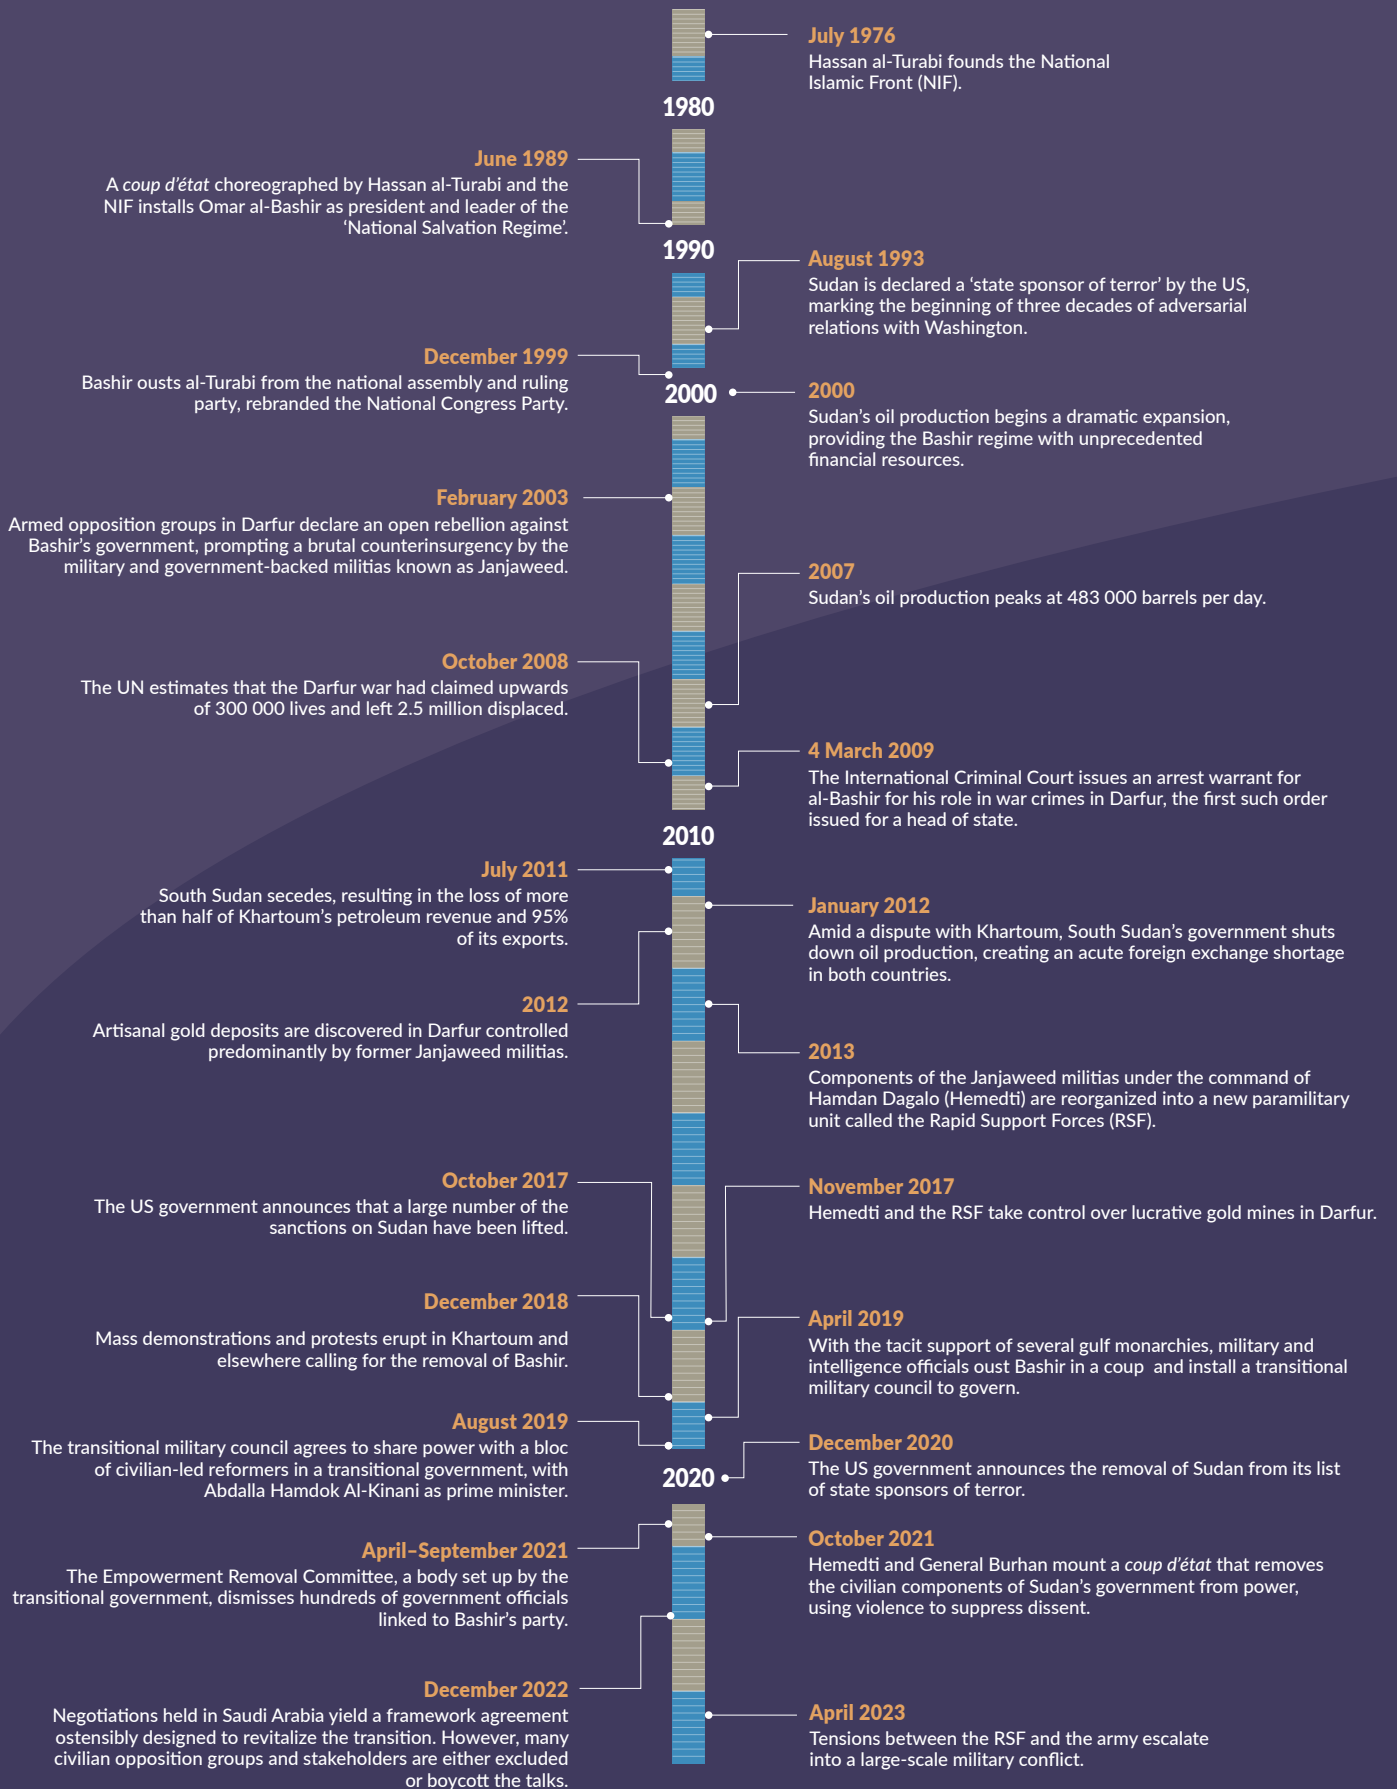 July 1976
Hassan al-Turabi founds the National
Islamic Front (NIF).
1980
June 1989
A coup d’état choreographed by Hassan al-Turabi and the
NIF installs Omar al-Bashir as president and leader of the
‘National Salvation Regime’.
1990
August 1993
Sudan is declared a ‘state sponsor of terror’ by the US,
marking the beginning of three decades of adversarial
relations with Washington.
December 1999
Bashir ousts al-Turabi from the national assembly and ruling
party, rebranded the National Congress Party.
2000
2000
Sudan’s oil production begins a dramatic expansion,
providing the Bashir regime with unprecedented
financial resources.
February 2003
Armed opposition groups in Darfur declare an open rebellion against
Bashir’s government, prompting a brutal counterinsurgency by the
military and government-backed militias known as Janjaweed.
2007
Sudan’s oil production peaks at 483 000 barrels per day.
October 2008
The UN estimates that the Darfur war had claimed upwards
of 300 000 lives and left 2.5 million displaced.
4 March 2009
The International Criminal Court issues an arrest warrant for
al-Bashir for his role in war crimes in Darfur, the first such order
issued for a head of state.
2010
July 2011
South Sudan secedes, resulting in the loss of more
than half of Khartoum’s petroleum revenue and 95%
of its exports.
January 2012
Amid a dispute with Khartoum, South Sudan’s government shuts
down oil production, creating an acute foreign exchange shortage
in both countries.
2012
Artisanal gold deposits are discovered in Darfur controlled
predominantly by former Janjaweed militias.
2013
Components of the Janjaweed militias under the command of
Hamdan Dagalo (Hemedti) are reorganized into a new paramilitary
unit called the Rapid Support Forces (RSF).
October 2017
The US government announces that a large number of the
sanctions on Sudan have been lifted.
November 2017
Hemedti and the RSF take control over lucrative gold mines in Darfur.
December 2018
Mass demonstrations and protests erupt in Khartoum and
elsewhere calling for the removal of Bashir.
April 2019
With the tacit support of several gulf monarchies, military and
intelligence officials oust Bashir in a coup  and install a transitional
military council to govern.
August 2019
The transitional military council agrees to share power with a bloc
of civilian-led reformers in a transitional government, with
Abdalla Hamdok Al-Kinani as prime minister.
2020
December 2020
The US government announces the removal of Sudan from its list
of state sponsors of terror.
April–September 2021
The Empowerment Removal Committee, a body set up by the
transitional government, dismisses hundreds of government officials
linked to Bashir’s party.
October 2021
Hemedti and General Burhan mount a coup d’état that removes
the civilian components of Sudan’s government from power,
using violence to suppress dissent.
December 2022
Negotiations held in Saudi Arabia yield a framework agreement
ostensibly designed to revitalize the transition. However, many
civilian opposition groups and stakeholders are either excluded
or boycott the talks.
April 2023
Tensions between the RSF and the army escalate
into a large-scale military conflict.